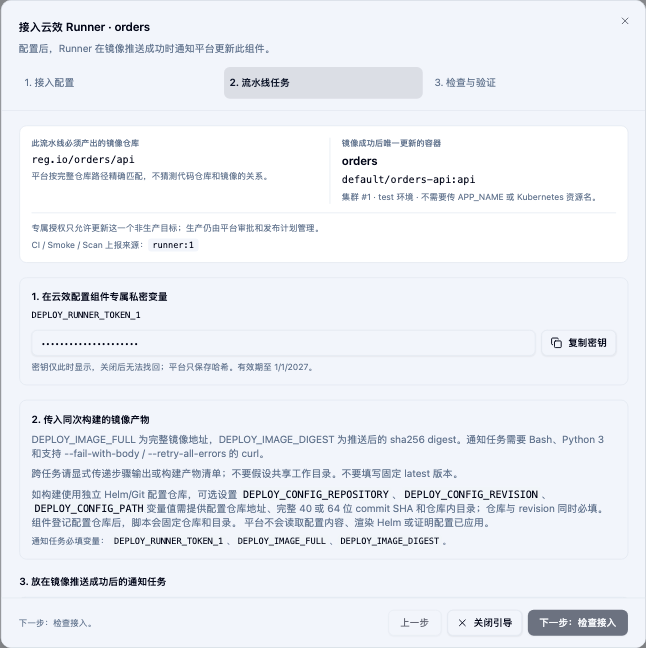 接入云效 Runner · orders
配置后，Runner 在镜像推送成功时通知平台更新此组件。
1. 接入配置
2. 流水线任务
3. 检查与验证
此流水线必须产出的镜像仓库
reg.io/orders/api
平台按完整仓库路径精确匹配，不猜测代码仓库和镜像的关系。
镜像成功后唯一更新的容器
orders
default/orders-api:api
集群 #1 · test 环境 · 不需要传 APP_NAME 或 Kubernetes 资源名。
专属授权只允许更新这一个非生产目标；生产仍由平台审批和发布计划管理。
CI / Smoke / Scan 上报来源： runner:1
1. 在云效配置组件专属私密变量
DEPLOY_RUNNER_TOKEN_1
•••••••••••••••••••••
复制密钥
密钥仅此时显示，关闭后无法找回；平台只保存哈希。有效期至 1/1/2027。
2. 传入同次构建的镜像产物
DEPLOY_IMAGE_FULL 为完整镜像地址，DEPLOY_IMAGE_DIGEST 为推送后的 sha256 digest。通知任务需要 Bash、Python 3
和支持 --fail-with-body / --retry-all-errors 的 curl。
跨任务请显式传递步骤输出或构建产物清单；不要假设共享工作目录。不要填写固定 latest 版本。
如构建使用独立 Helm/Git 配置仓库，可选设置 DEPLOY_CONFIG_REPOSITORY 、 DEPLOY_CONFIG_REVISION 、
DEPLOY_CONFIG_PATH 变量值需提供配置仓库地址、完整 40 或 64 位 commit SHA 和仓库内目录；仓库与 revision 同时必填。
组件登记配置仓库后，脚本会固定仓库和目录。 平台不会读取配置内容、渲染 Helm 或证明配置已应用。
通知任务必填变量： DEPLOY_RUNNER_TOKEN_1 、 DEPLOY_IMAGE_FULL 、 DEPLOY_IMAGE_DIGEST 。
3. 放在镜像推送成功后的通知任务
下一步：检查接入。
上一步
关闭引导
下一步：检查接入